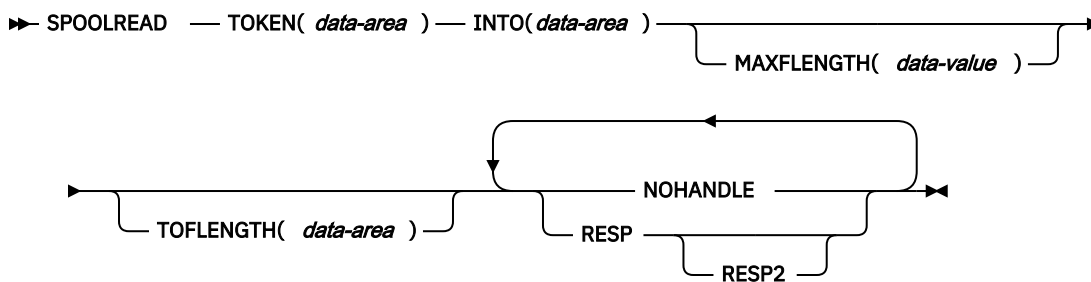 SPOOLREAD TOKEN( data-area ) INTO( data-area )
MAXFLENGTH( data-value )
NOHANDLE
TOFLENGTH( data-area )
RESP
RESP2